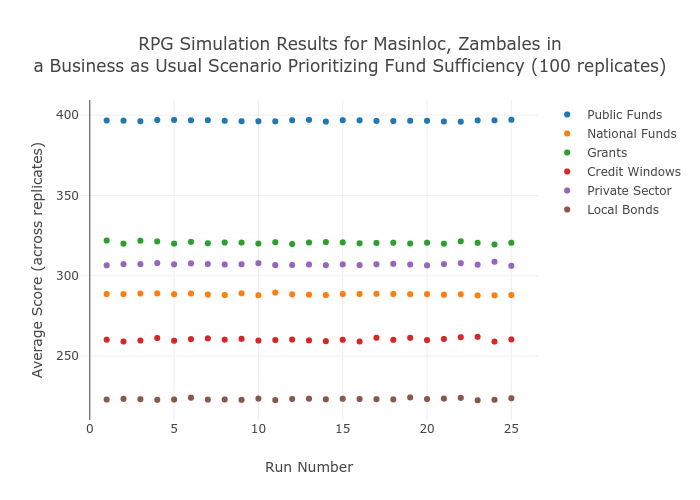 RPG Simulation Results for Masinloc, Zambales in
a Business as Usual Scenario Prioritizing Fund Sufficiency (100 replicates)
400
350
300
250
Average Score (across replicates)
0
5
10
15
20
25
Run Number
Public Funds
National Funds
Grants
Credit Windows
Private Sector
Local Bonds